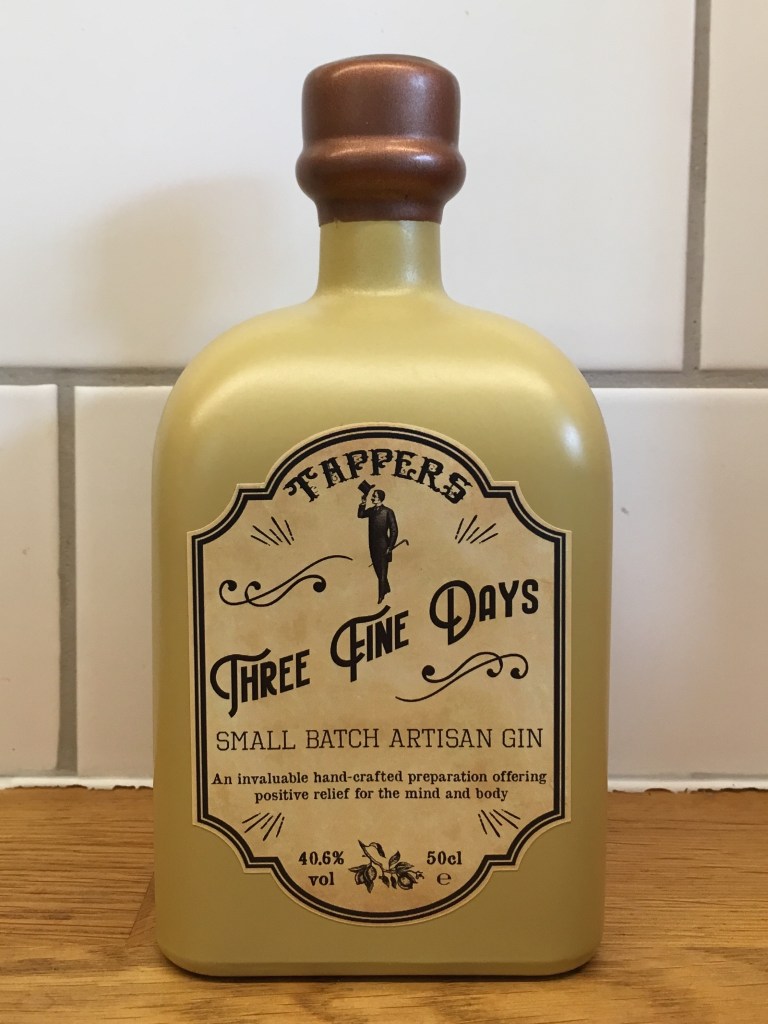 TAPPERS
THREE FINE DAYS
SMALL BATCH ARTISAN GIN
An invaluable hand-crafted preparation offering
positive relief for the mind and body
40.6% 50cl
vol ℮